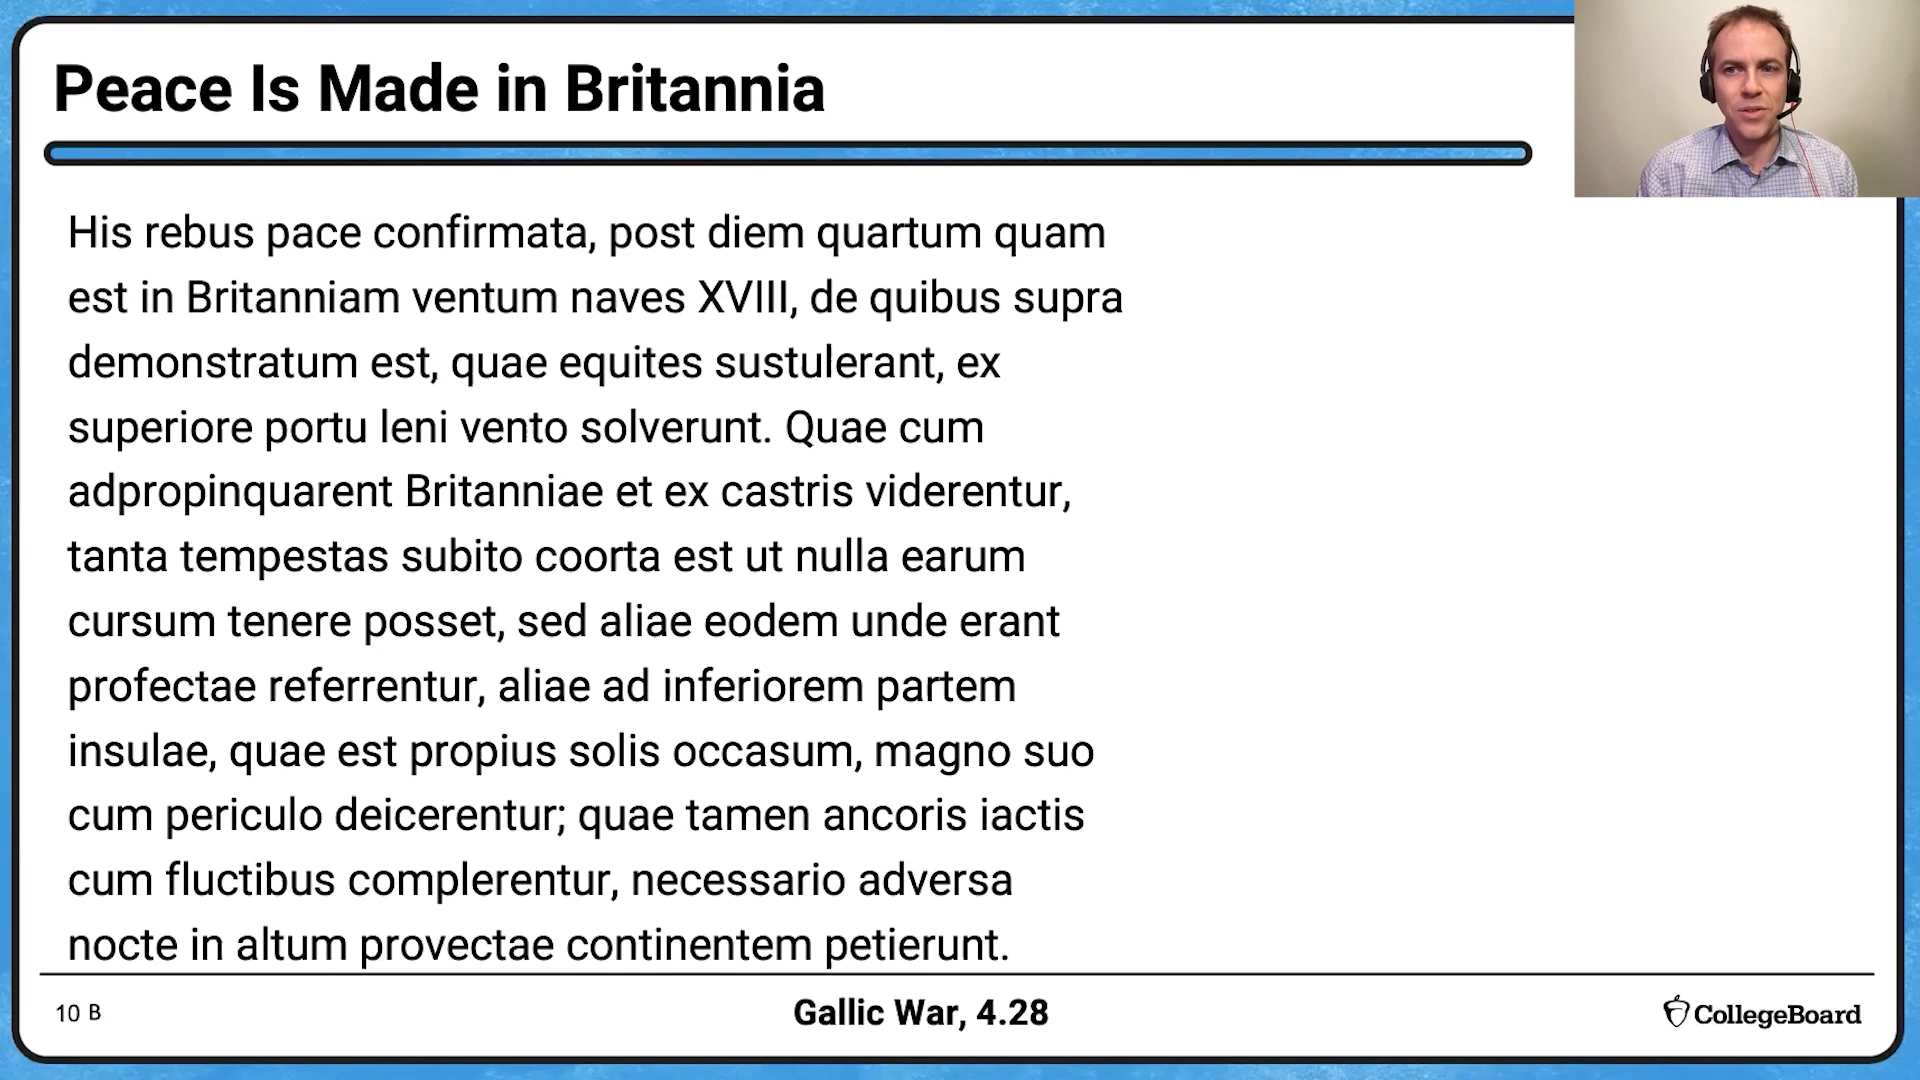 Peace Is Made in Britannia
His rebus pace confirmata, post diem quartum quam
est in Britanniam ventum naves XVIII, de quibus supra
demonstratum est, quae equites sustulerant, ex
superiore portu leni vento solverunt. Quae cum
adpropinquarent Britanniae et ex castris viderentur,
tanta tempestas subito coorta est ut nulla earum
cursum tenere posset, sed aliae eodem unde erant
profectae referrentur, aliae ad inferiorem partem
insulae, quae est propius solis occasum, magno suo
cum periculo deicerentur; quae tamen ancoris iactis
cum fluctibus complerentur, necessario adversa
nocte in altum provectae continentem petierunt.
10 B
Gallic War, 4.28
CollegeBoard